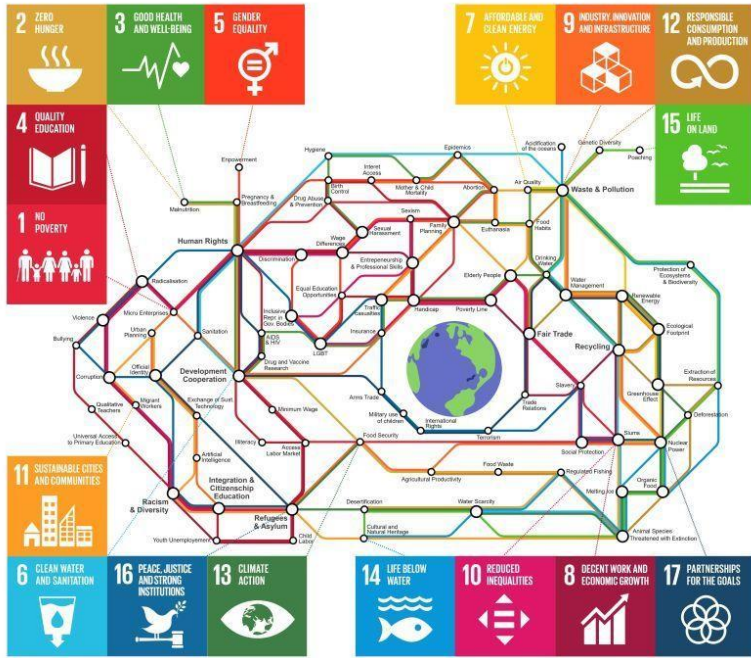 2 ZERO
HUNGER
3 GOOD HEALTH
AND WELL-BEING
5 GENDER
EQUALITY
7 AFFORDABLE AND
CLEAN ENERGY
9 INDUSTRY, INNOVATION
AND INFRASTRUCTURE
12 RESPONSIBLE
CONSUMPTION
AND PRODUCTION
4 QUALITY
EDUCATION
15 LIFE
ON LAND
1 NO
POVERTY
Hygiene
Epidemics
Acidification
of the oceans
Genetic Diversity
Poaching
Empowerment
Interet
Access
Birth
Control
Mother & Child
Mortality
Abortion
Air Quality
Waste & Pollution
Malnutrition
Pregnancy &
Breastfeeding
Drug Abuse
& Prevention
Sexism
Family
Planning
Euthanasia
Food
Habits
Human Rights
Wage
Differences
Sexual
Harassment
Discrimination
Entrepreneurship
& Professional Skills
Elderly People
Drinking
Water
Protection of
Ecosystems
& Biodiversity
Radicalisation
Equal Education
Opportunities
Water
Management
Renewable
Energy
Micro Enterprises
Inclusive
Repr. in
Gov. Bodies
Traffic
casualties
Handicap
Poverty Line
Violence
Urban
Planning
Sanitation
AIDS
& HIV
Insurance
Fair Trade
Ecological
Footprint
Bullying
LGBT
Recycling
Official
Identity
Drug and Vaccine
Research
Development
Cooperation
Corruption
Slavery
Greenhouse
Effect
Extraction of
Resources
Arms Trade
Qualitative
Teachers
Migrant
Workers
Exchange of Sust.
Technology
Minimum Wage
Military use
of children
International
Rights
Trade
Relations
Deforestation
Slums
Universal Access
to Primary Education
Illiteracy
Access
Labor Market
Food Security
Terrorism
Social Protection
Nuclear
Power
Artificial
Intelligence
Agricultural Productivity
Food Waste
Regulated Fishing
11 SUSTAINABLE CITIES
AND COMMUNITIES
Integration &
Citizenschip
Education
Organic
Food
Melting Ice
Racism
& Diversity
Refugees
& Asylum
Desertification
Water Scarcity
Youth Unemployment
Child
Labor
Cultural and
Natural Heritage
Animal Species
Threatened with Extinction
6 CLEAN WATER
AND SANITATION
16 PEACE, JUSTICE
AND STRONG
INSTITUTIONS
13 CLIMATE
ACTION
14 LIFE BELOW
WATER
10 REDUCED
INEQUALITIES
8 DECENT WORK AND
ECONOMIC GROWTH
17 PARTNERSHIPS
FOR THE GOALS